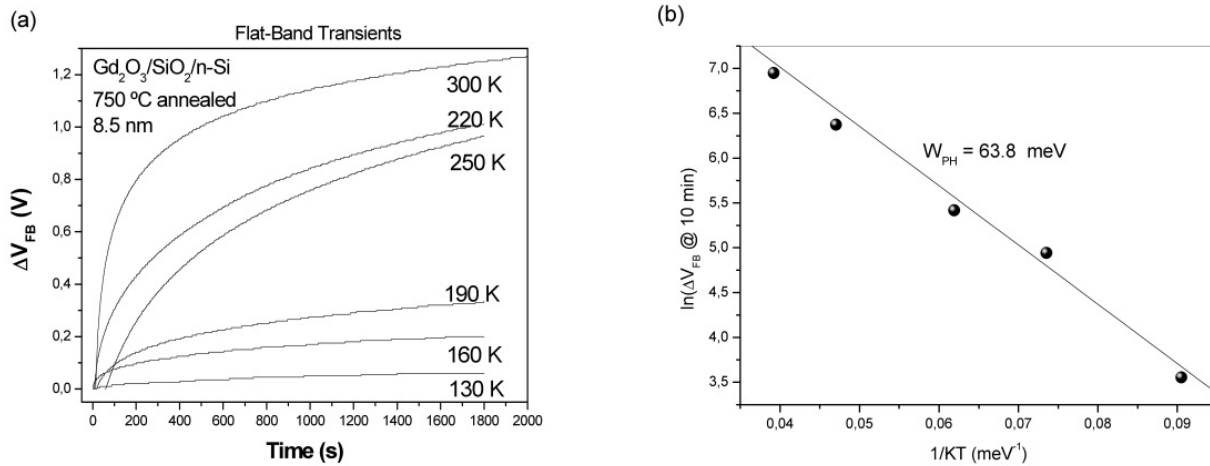 (a)
Flat-Band Transients
Gd₂O₃/SiO₂/n-Si
750 ºC annealed
8.5 nm
300 K
220 K
250 K
190 K
160 K
130 K
1,2
1,0
0,8
0,6
0,4
0,2
0,0
ΔV_FB (V)
0 200 400 600 800 1000 1200 1400 1600 1800 2000
Time (s)
(b)
7,0
6,5
6,0
5,5
5,0
4,5
4,0
3,5
ln(ΔV_FB @ 10 min)
W_PH = 63.8 meV
0,04 0,05 0,06 0,07 0,08 0,09
1/KT (meV⁻¹)